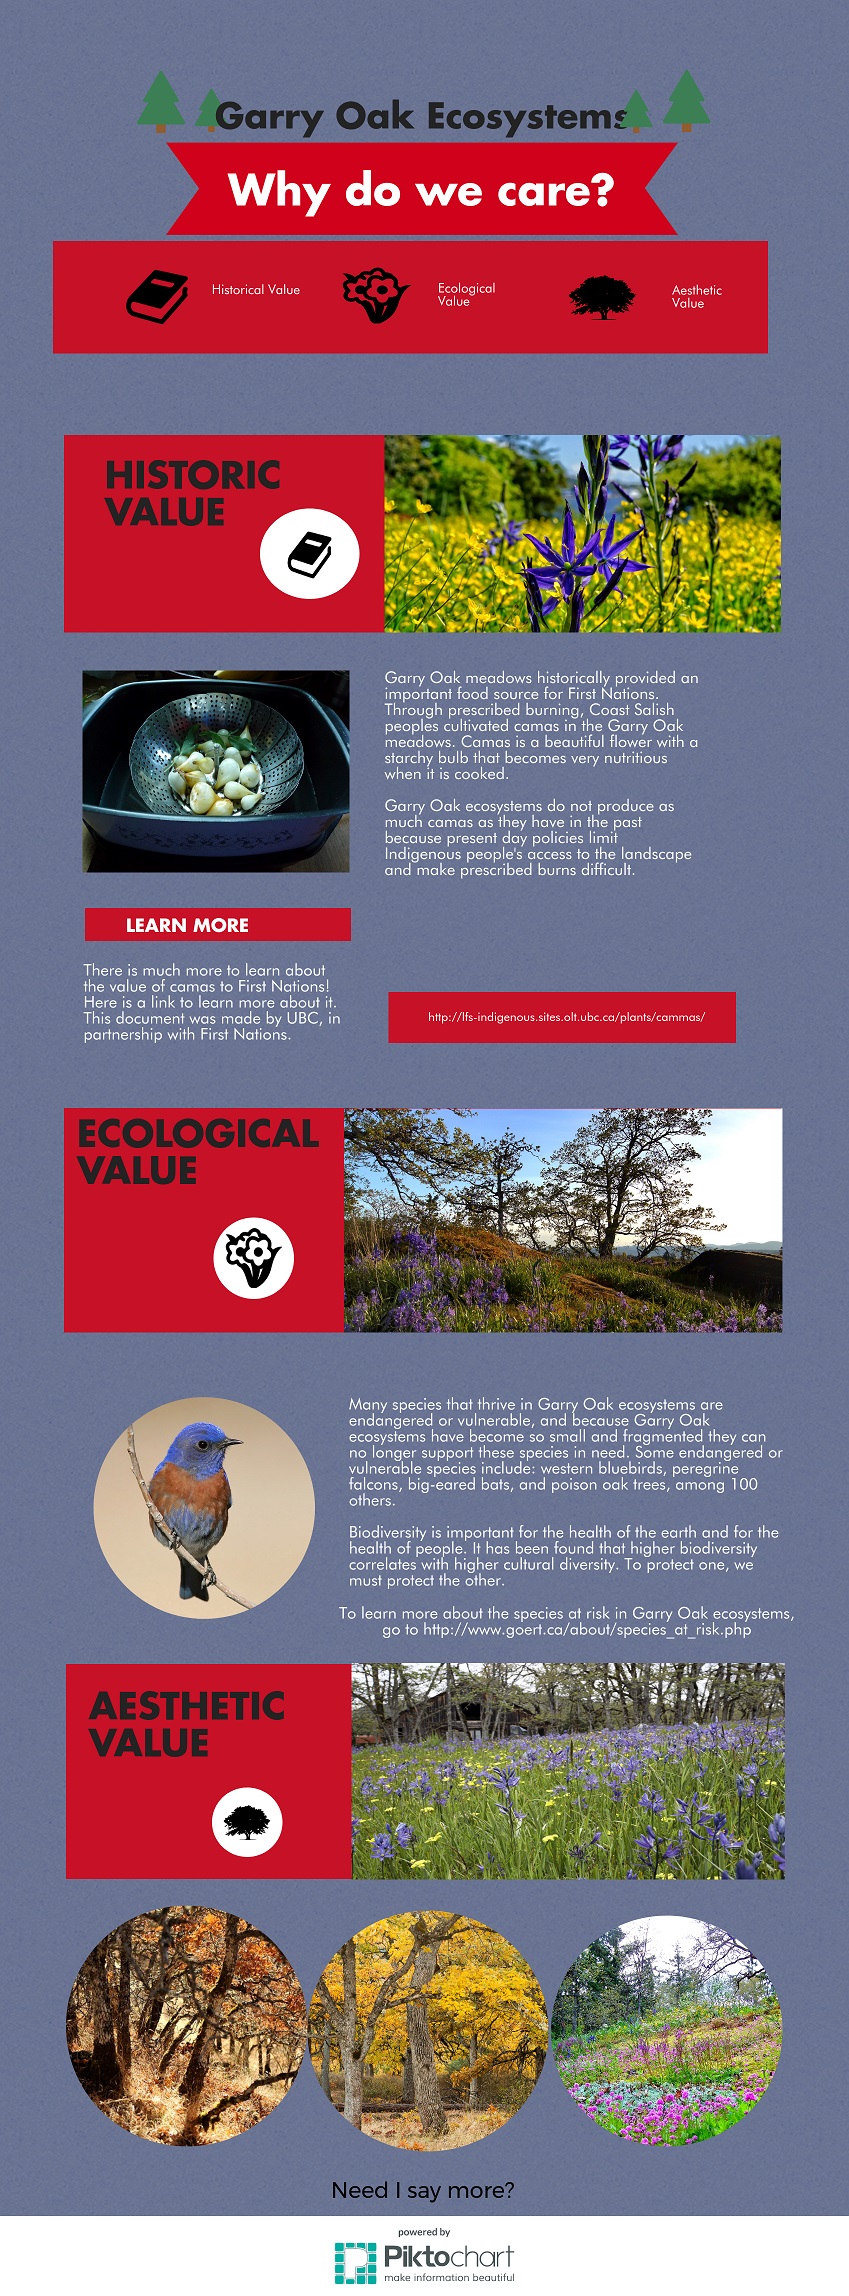 Garry Oak Ecosystems
Why do we care?
Historical Value
Ecological
Value
Aesthetic
Value
HISTORIC
VALUE
Garry Oak meadows historically provided an
important food source for First Nations.
Through prescribed burning, Coast Salish
peoples cultivated camas in the Garry Oak
meadows. Camas is a beautiful flower with a
starchy bulb that becomes very nutritious
when it is cooked.
Garry Oak ecosystems do not produce as
much camas as they have in the past
because present day policies limit
Indigenous people's access to the landscape
and make prescribed burns difficult.
LEARN MORE
There is much more to learn about
the value of camas to First Nations!
Here is a link to learn more about it.
This document was made by UBC, in
partnership with First Nations.
http://lfs-indigenous.sites.olt.ubc.ca/plants/cammas/
ECOLOGICAL
VALUE
Many species that thrive in Garry Oak ecosystems are
endangered or vulnerable, and because Garry Oak
ecosystems have become so small and fragmented they can
no longer support these species in need. Some endangered or
vulnerable species include: western bluebirds, peregrine
falcons, big-eared bats, and poison oak trees, among 100
others.
Biodiversity is important for the health of the earth and for the
health of people. It has been found that higher biodiversity
correlates with higher cultural diversity. To protect one, we
must protect the other.
To learn more about the species at risk in Garry Oak ecosystems,
go to http://www.goert.ca/about/species_at_risk.php
AESTHETIC
VALUE
Need I say more?
powered by
Piktochart
make information beautiful